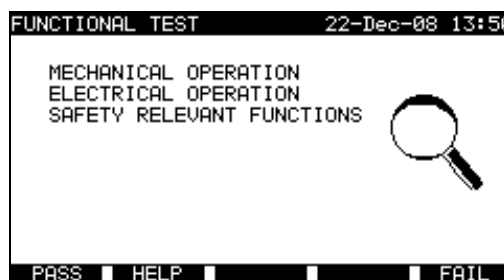 FUNCTIONAL TEST 22-Dec-08 13:50
MECHANICAL OPERATION
ELECTRICAL OPERATION
SAFETY RELEVANT FUNCTIONS
PASS HELP FAIL